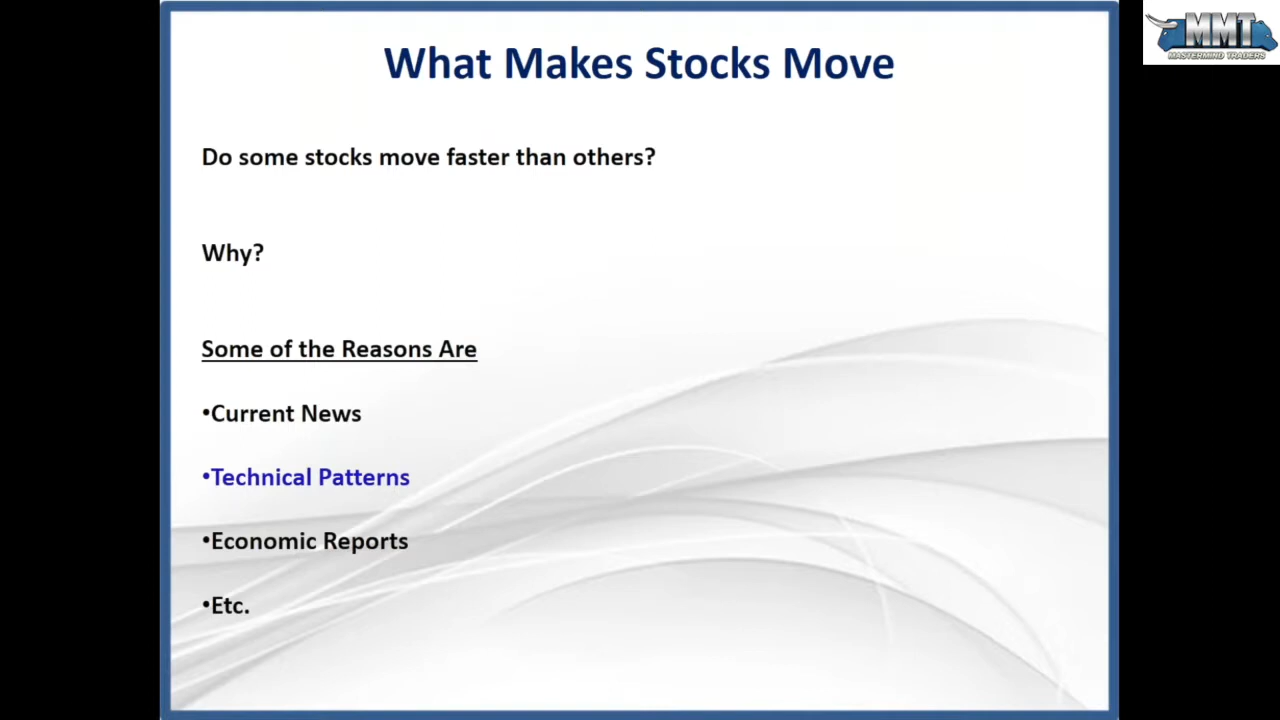 What Makes Stocks Move
MMT
MASTERMIND TRADERS
Do some stocks move faster than others?
Why?
Some of the Reasons Are
•Current News
•Technical Patterns
•Economic Reports
•Etc.